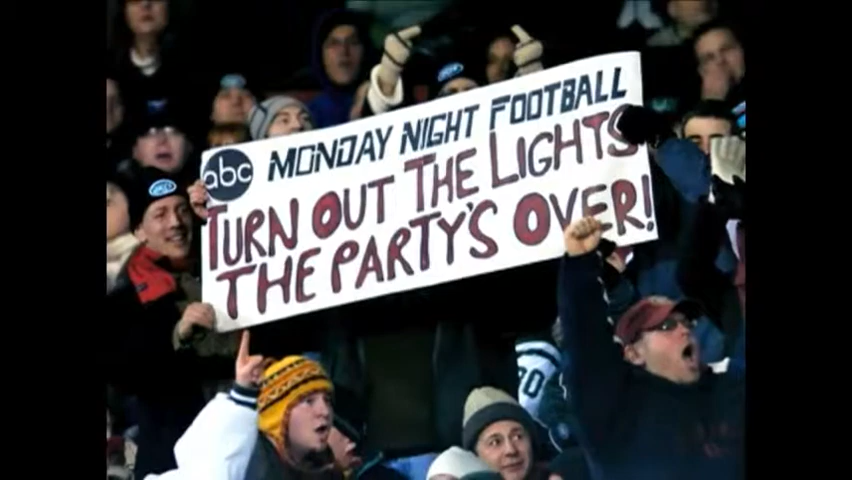 abc MONDAY NIGHT FOOTBALL
TURN OUT THE LIGHTS
THE PARTY'S OVER!